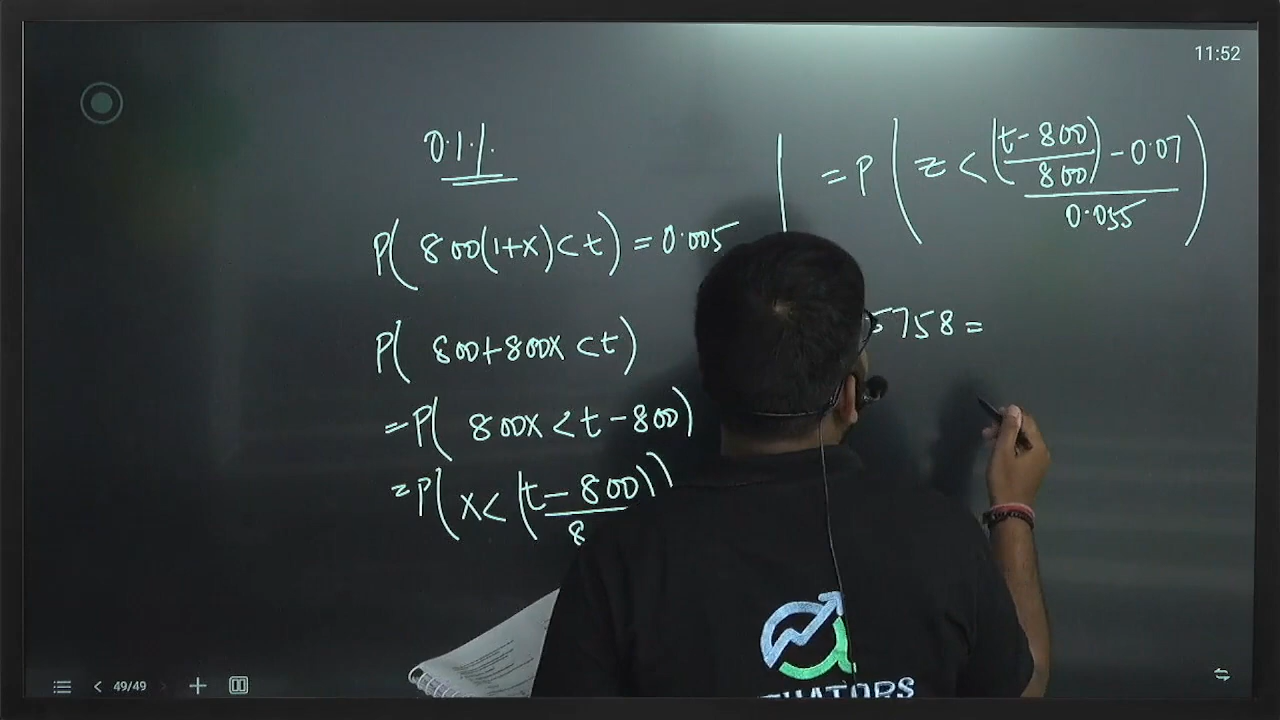 11:52
0.1%
P( 800(1+x) < t ) = 0.005
P( 800+800x < t )
= P( 800x < t - 800 )
= P( x < (t - 800) / 8
= P( z < ((t - 800) / 800) - 0.07 / 0.055 )
5758 =
49/49